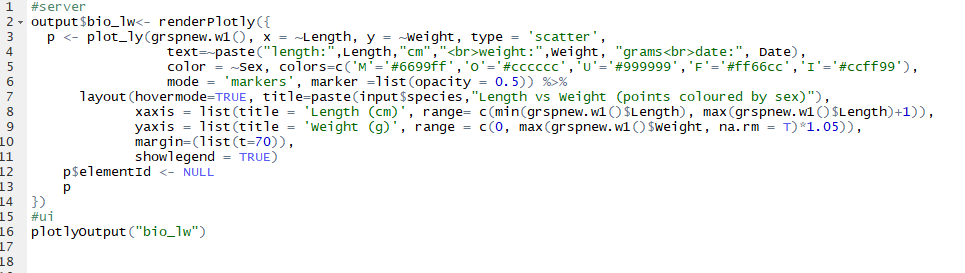 1 #server
2 output$bio_lw<- renderPlotly({
3 p <- plot_ly(grspnew.w1(), x = ~Length, y = ~Weight, type = 'scatter',
4 text=~paste("length:",Length,"cm","<br>weight:",Weight, "grams<br>date:", Date),
5 color = ~Sex, colors=c('M'='#6699ff','O'='#cccccc','U'='#999999','F'='#ff66cc','I'='#ccff99'),
6 mode = 'markers', marker =list(opacity = 0.5)) %>%
7 layout(hovermode=TRUE, title=paste(input$species,"Length vs Weight (points coloured by sex)"),
8 xaxis = list(title = 'Length (cm)', range= c(min(grspnew.w1()$Length), max(grspnew.w1()$Length)+1)),
9 yaxis = list(title = 'Weight (g)', range = c(0, max(grspnew.w1()$Weight, na.rm = T)*1.05)),
10 margin=(list(t=70)),
11 showlegend = TRUE)
12 p$elementId <- NULL
13 p
14 })
15 #ui
16 plotlyOutput("bio_lw")
17
18